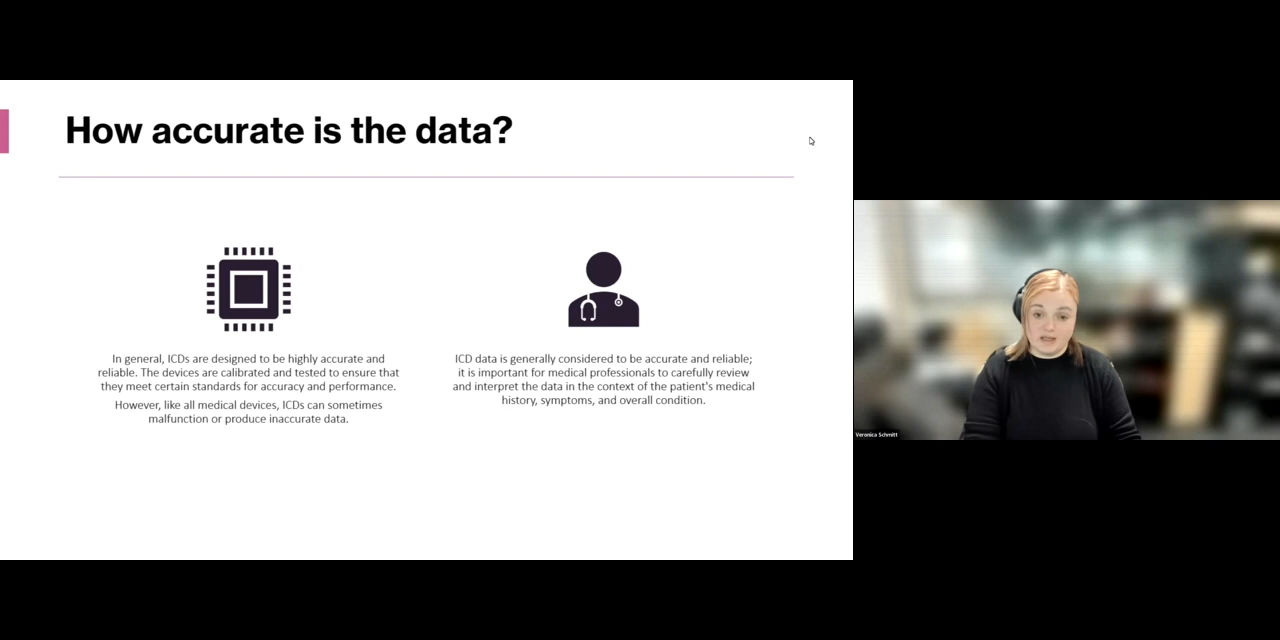 How accurate is the data?
In general, ICDs are designed to be highly accurate and
reliable. The devices are calibrated and tested to ensure that
they meet certain standards for accuracy and performance.
However, like all medical devices, ICDs can sometimes
malfunction or produce inaccurate data.
ICD data is generally considered to be accurate and reliable;
it is important for medical professionals to carefully review
and interpret the data in the context of the patient's medical
history, symptoms, and overall condition.
Veronica Schmitt